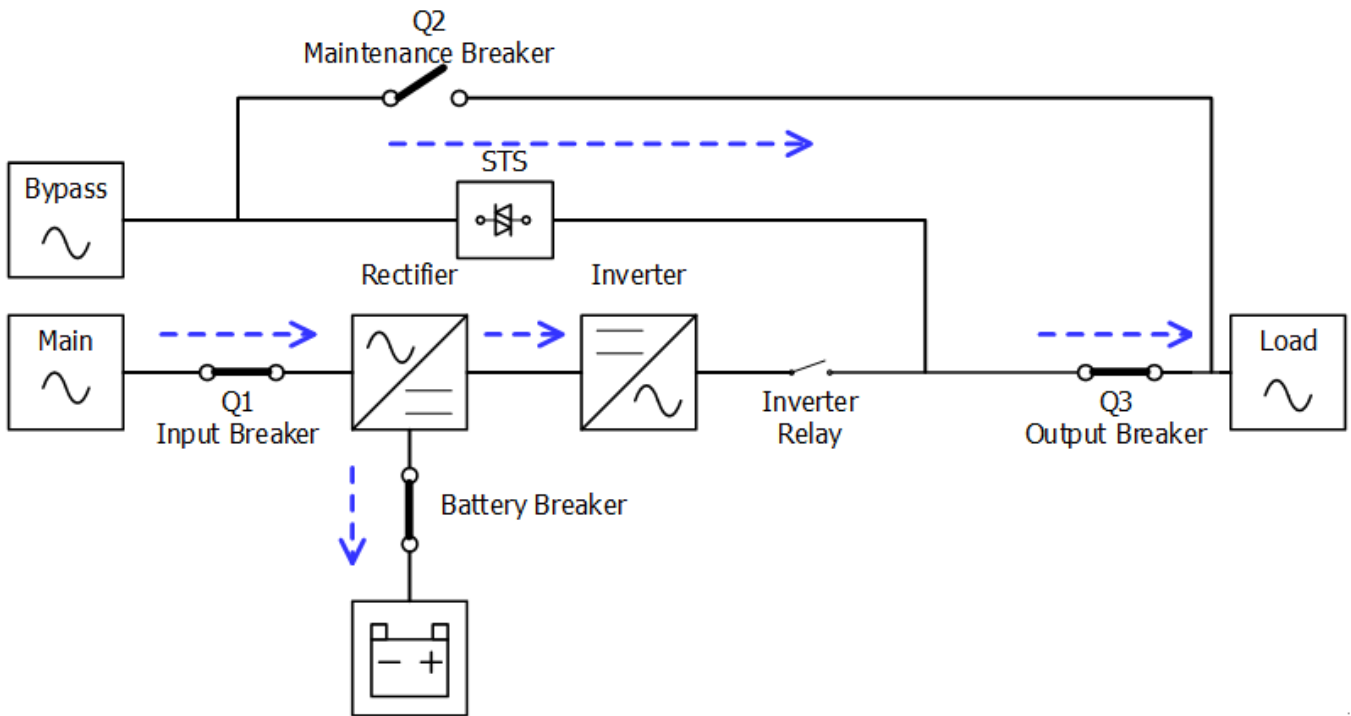 Q2
Maintenance Breaker
STS
Bypass
Rectifier
Inverter
Main
Load
Q1
Input Breaker
Inverter
Relay
Q3
Output Breaker
Battery Breaker
- +